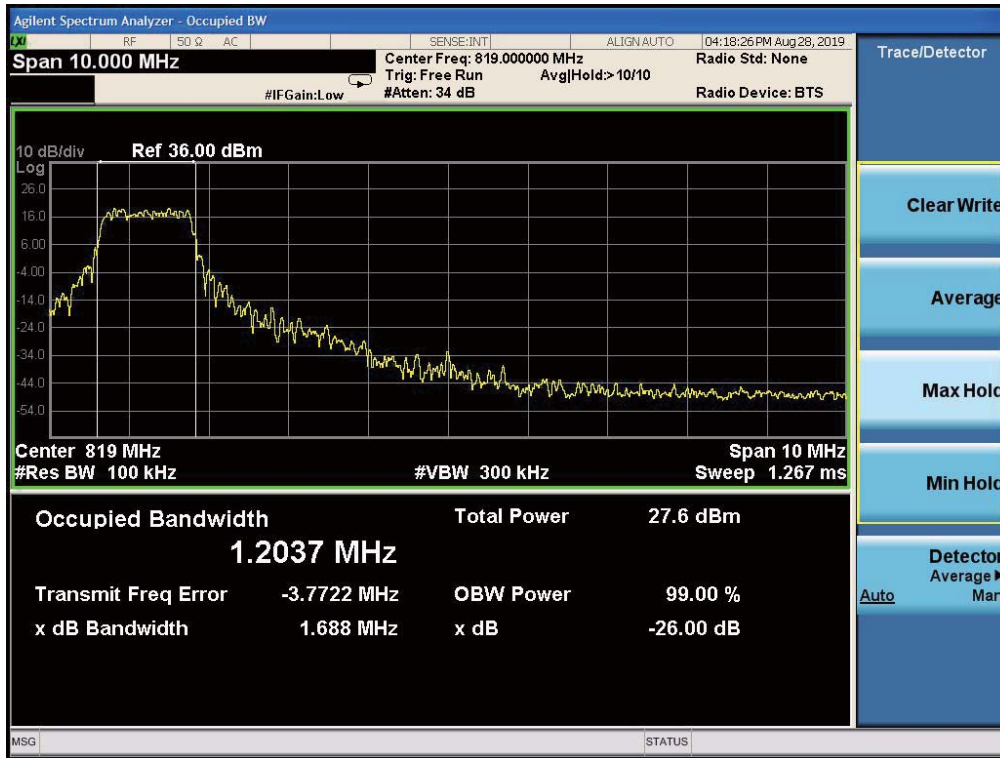 Agilent Spectrum Analyzer - Occupied BW
LXI RF 50 Ω AC SENSE:INT ALIGN AUTO 04:18:26 PM Aug 28, 2019
Span 10.000 MHz
Center Freq: 819.000000 MHz
Radio Std: None
Trig: Free Run Avg|Hold:> 10/10
#IFGain:Low #Atten: 34 dB
Radio Device: BTS
10 dB/div Ref 36.00 dBm
Log
26.0
16.0
6.00
-4.00
-14.0
-24.0
-34.0
-44.0
-54.0
Center 819 MHz Span 10 MHz
#Res BW 100 kHz #VBW 300 kHz Sweep 1.267 ms
Occupied Bandwidth Total Power 27.6 dBm
1.2037 MHz
Transmit Freq Error -3.7722 MHz OBW Power 99.00 %
x dB Bandwidth 1.688 MHz x dB -26.00 dB
MSG STATUS
Trace/Detector
Clear Write
Average
Max Hold
Min Hold
Detector
Average
Auto Man